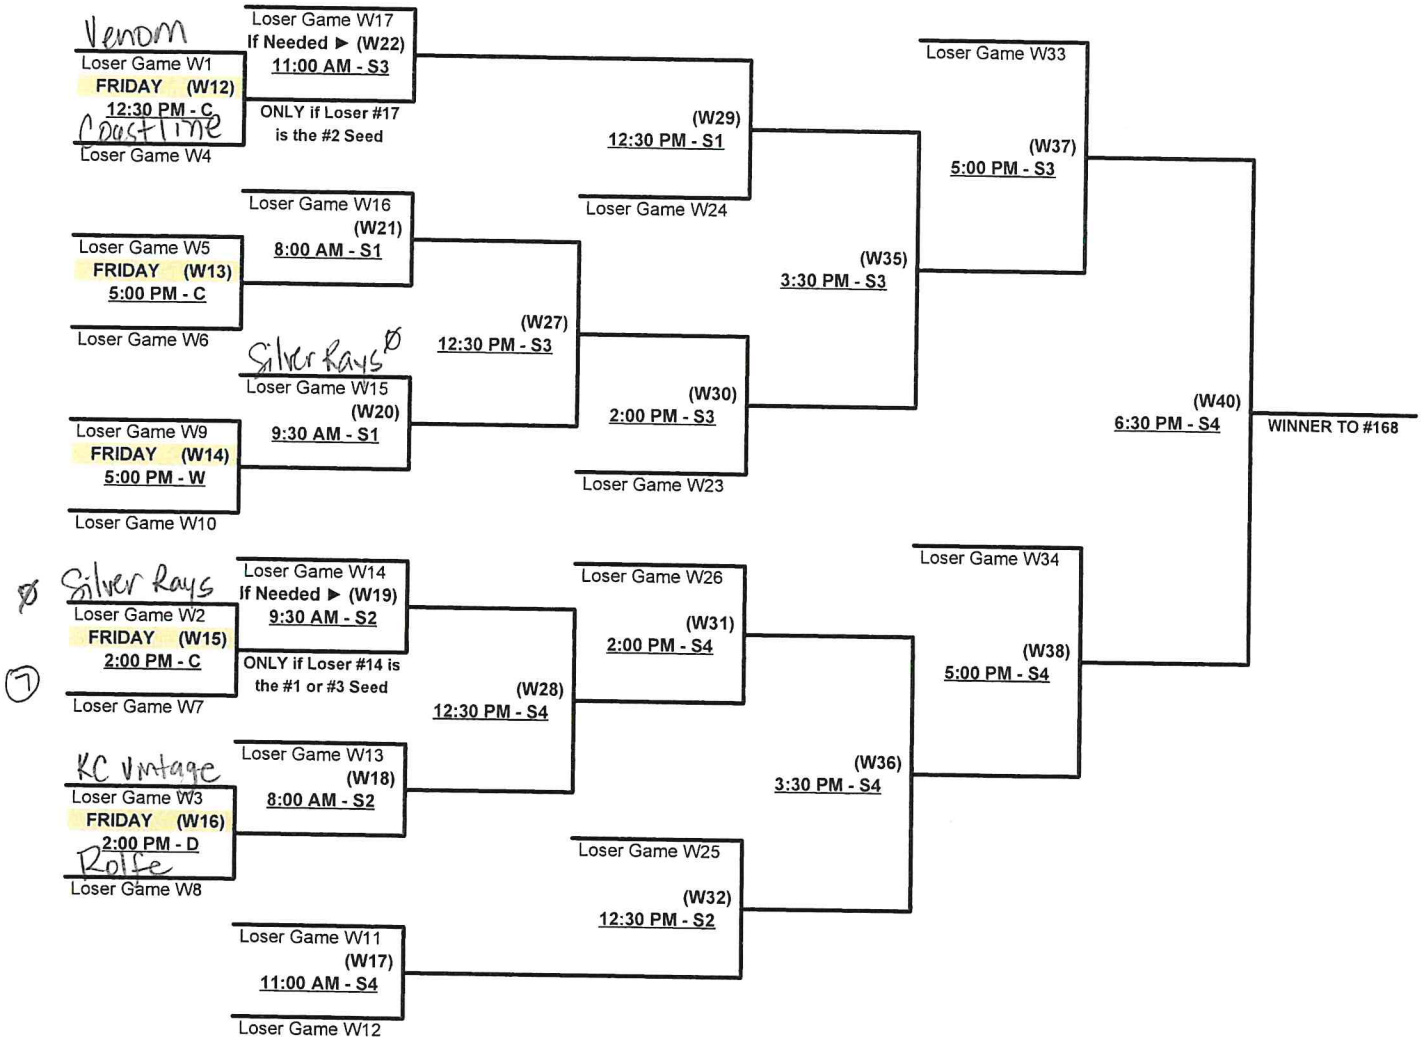 Venom
Loser Game W1
FRIDAY (W12)
12:30 PM - C
Coastline
Loser Game W4
Loser Game W17
If Needed ► (W22)
11:00 AM - S3
ONLY if Loser #17
is the #2 Seed
Loser Game W5
FRIDAY (W13)
5:00 PM - C
Loser Game W6
Loser Game W16
(W21)
8:00 AM - S1
Silver Rays 0
Loser Game W15
(W20)
9:30 AM - S1
Loser Game W9
FRIDAY (W14)
5:00 PM - W
Loser Game W10
0 Silver Rays
Loser Game W2
FRIDAY (W15)
2:00 PM - C
7
Loser Game W7
Loser Game W14
If Needed ► (W19)
9:30 AM - S2
ONLY if Loser #14 is
the #1 or #3 Seed
KC Vintage
Loser Game W3
FRIDAY (W16)
2:00 PM - D
Rolfe
Loser Game W8
Loser Game W13
(W18)
8:00 AM - S2
Loser Game W11
(W17)
11:00 AM - S4
Loser Game W12
(W27)
12:30 PM - S3
(W28)
12:30 PM - S4
(W29)
12:30 PM - S1
Loser Game W24
(W30)
2:00 PM - S3
Loser Game W23
Loser Game W26
(W31)
2:00 PM - S4
Loser Game W25
(W32)
12:30 PM - S2
(W35)
3:30 PM - S3
(W36)
3:30 PM - S4
Loser Game W33
(W37)
5:00 PM - S3
Loser Game W34
(W38)
5:00 PM - S4
(W40)
6:30 PM - S4
WINNER TO #168